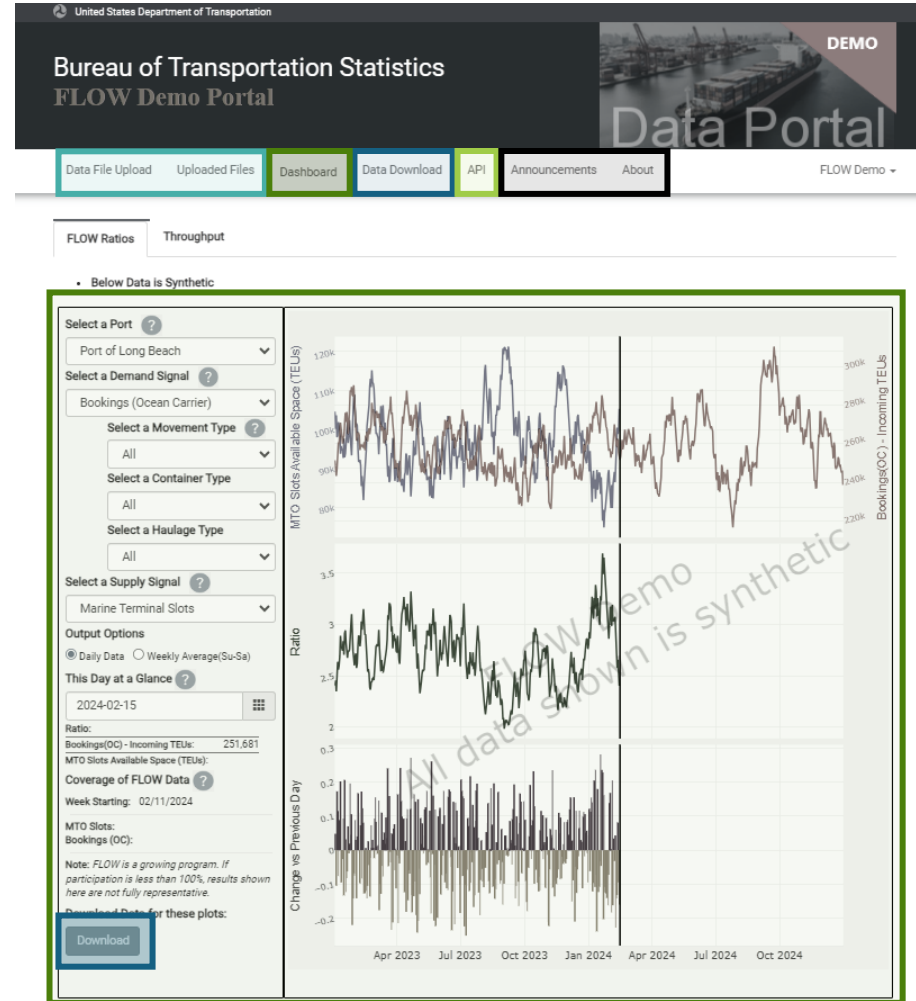 United States Department of Transportation
DEMO
Bureau of Transportation Statistics
FLOW Demo Portal
Data Portal
Data File Upload Uploaded Files Dashboard Data Download API Announcements About FLOW Demo
FLOW Ratios Throughput
• Below Data is Synthetic
Select a Port ?
Port of Long Beach
Select a Demand Signal ?
Bookings (Ocean Carrier)
Select a Movement Type ?
All
Select a Container Type
All
Select a Haulage Type
All
Select a Supply Signal ?
Marine Terminal Slots
Output Options
Daily Data Weekly Average(Su-Sa)
This Day at a Glance ?
2024-02-15
Ratio:
Bookings(OC) - Incoming TEUs: 251,681
MTO Slots Available Space (TEUs):
Coverage of FLOW Data ?
Week Starting: 02/11/2024
MTO Slots:
Bookings (OC):
Note: FLOW is a growing program. If
participation is less than 100%, results shown
here are not fully representative.
Download Data for these plots:
Download
MTO Slots Available Space (TEUs)
120k
110k
100k
90k
80k
300k
280k
260k
240k
220k
Bookings(OC) - Incoming TEUs
Ratio
3.5
3
2.5
2
Change vs Previous Day
0.3
0.2
0.1
0
−0.1
−0.2
Apr 2023 Jul 2023 Oct 2023 Jan 2024 Apr 2024 Jul 2024 Oct 2024
FLOW Demo
All data shown is synthetic